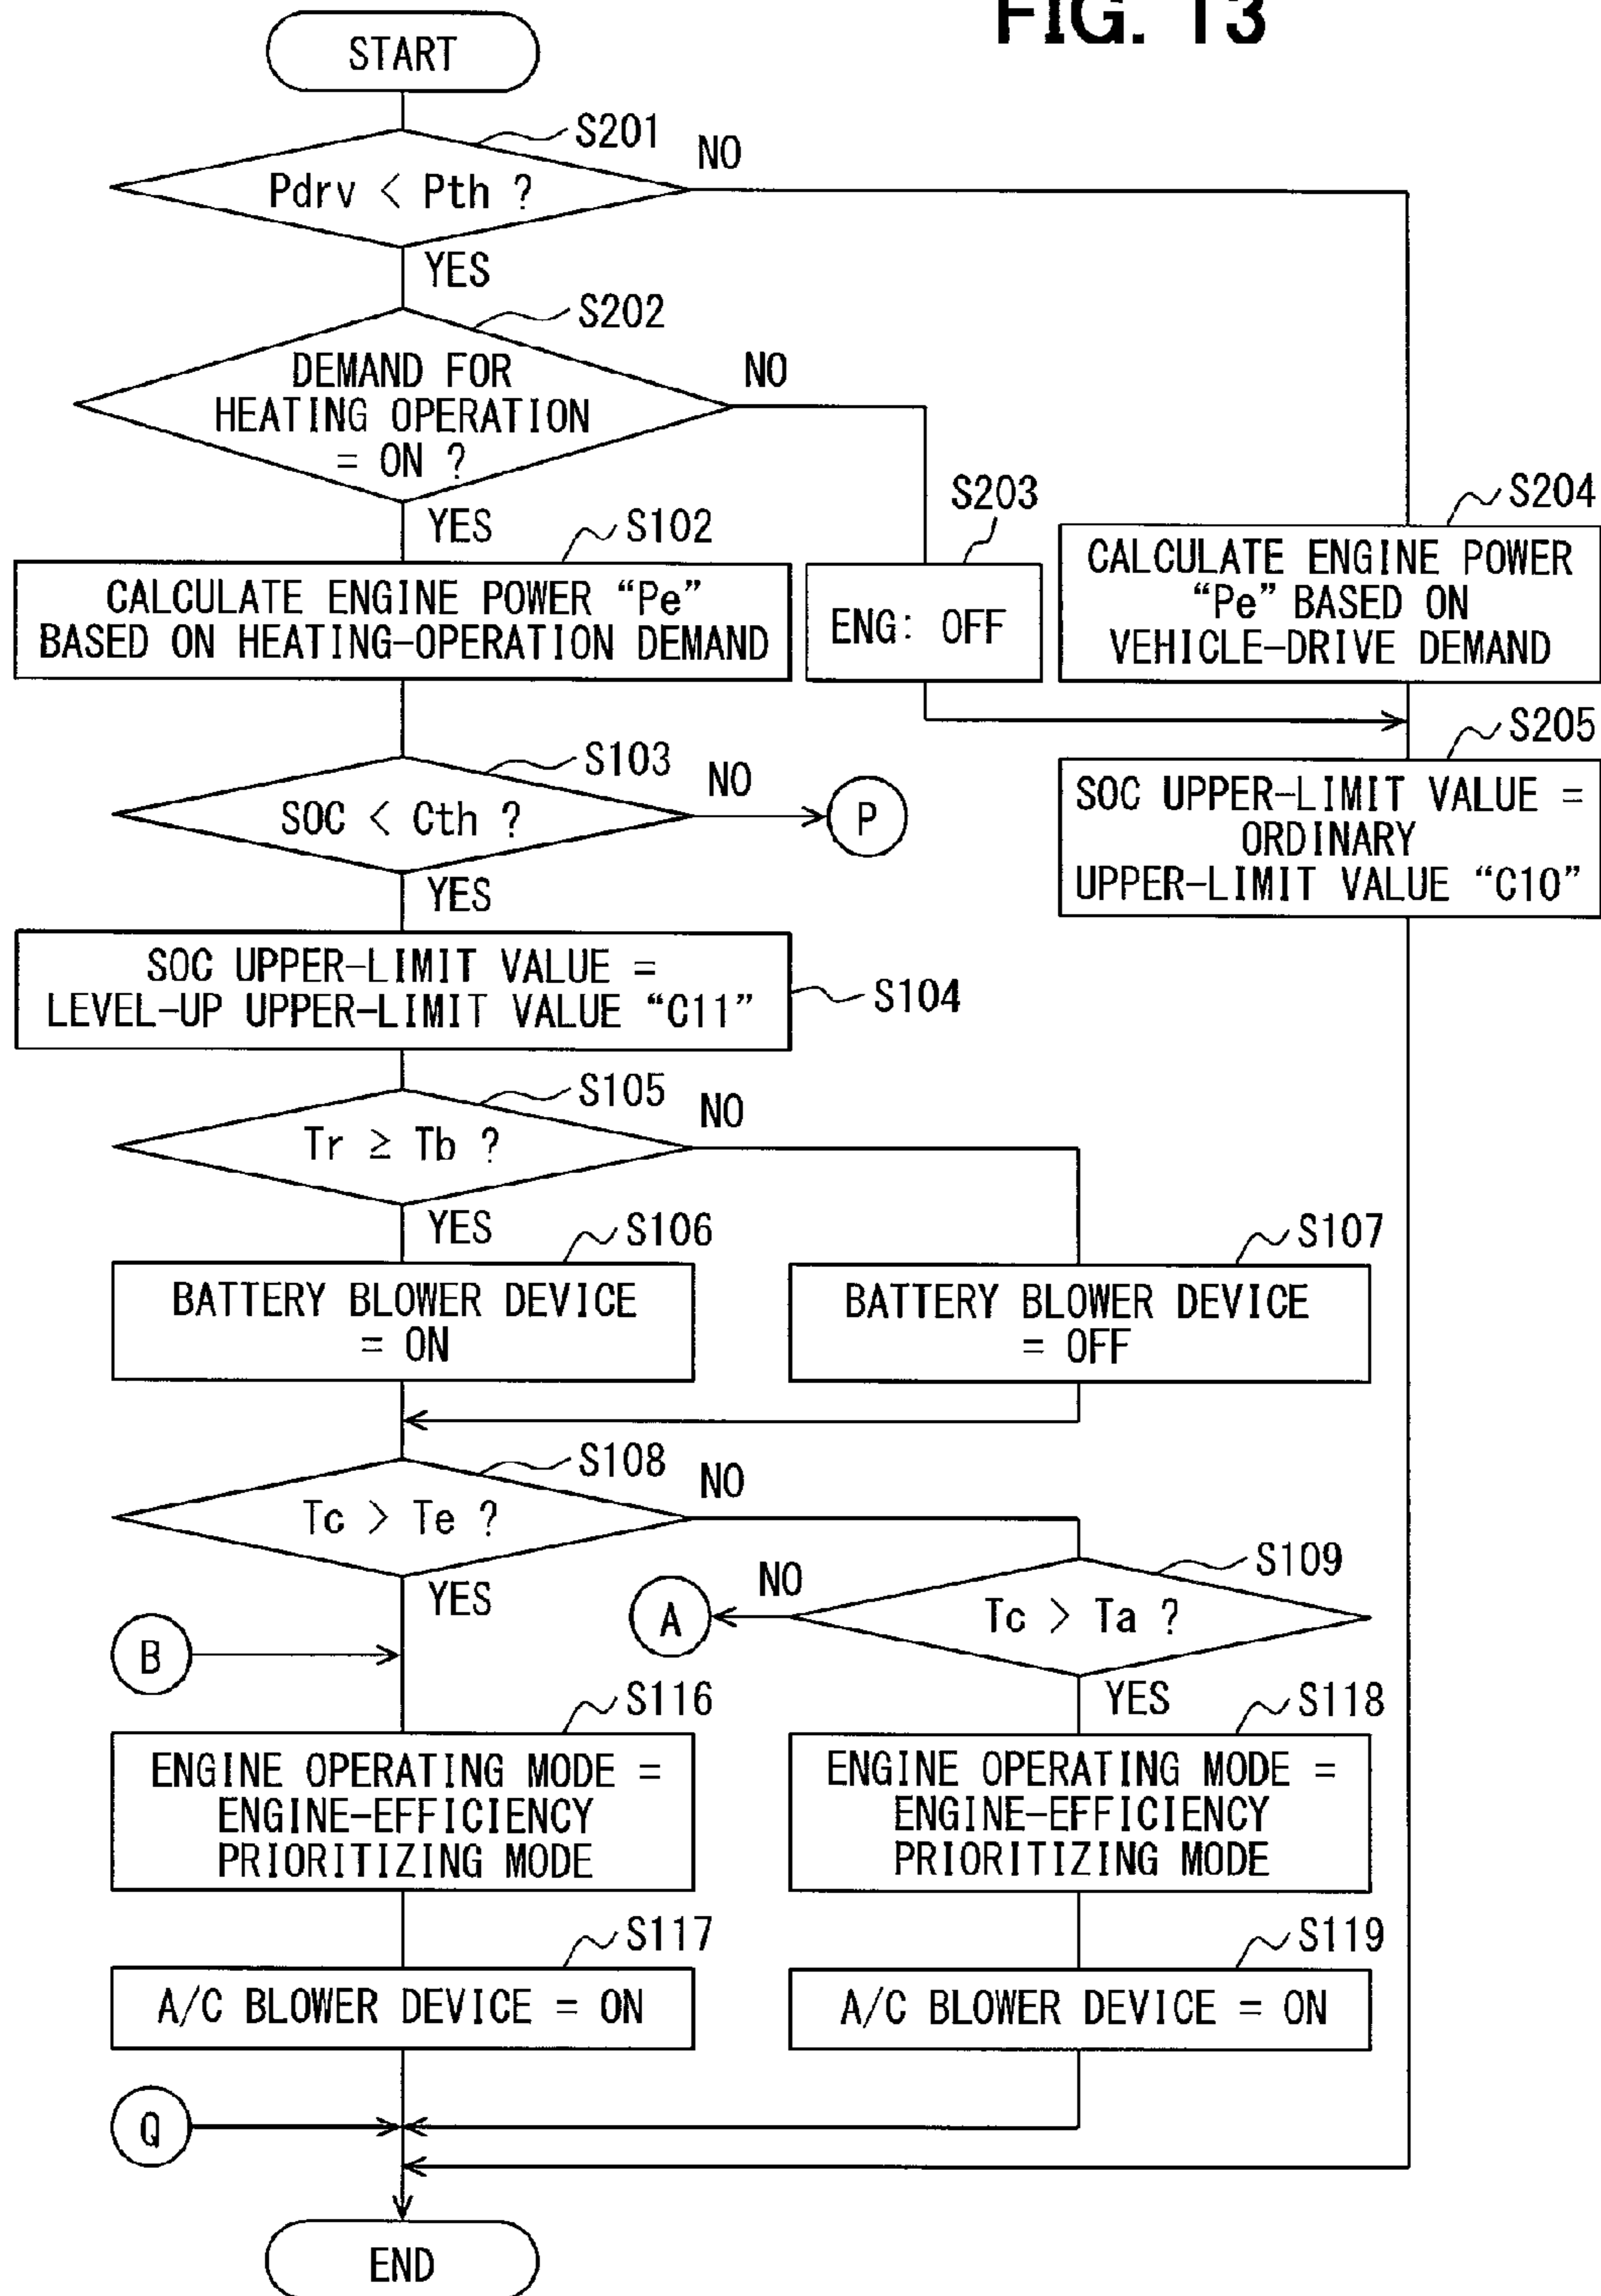 FIG. 13
START
S201
NO
Pdrv < Pth ?
YES
S202
DEMAND FOR
HEATING OPERATION
= ON ?
NO
YES
S102
CALCULATE ENGINE POWER “Pe”
BASED ON HEATING-OPERATION DEMAND
S203
ENG: OFF
S204
CALCULATE ENGINE POWER
“Pe” BASED ON
VEHICLE-DRIVE DEMAND
S205
SOC UPPER-LIMIT VALUE =
ORDINARY
UPPER-LIMIT VALUE “C10”
S103
SOC < Cth ?
NO
P
YES
SOC UPPER-LIMIT VALUE =
LEVEL-UP UPPER-LIMIT VALUE “C11”
S104
S105
Tr ≥ Tb ?
NO
YES
S106
BATTERY BLOWER DEVICE
= ON
S107
BATTERY BLOWER DEVICE
= OFF
S108
Tc > Te ?
NO
YES
S109
Tc > Ta ?
NO
A
YES
B
S116
ENGINE OPERATING MODE =
ENGINE-EFFICIENCY
PRIORITIZING MODE
S118
ENGINE OPERATING MODE =
ENGINE-EFFICIENCY
PRIORITIZING MODE
S117
A/C BLOWER DEVICE = ON
S119
A/C BLOWER DEVICE = ON
Q
END